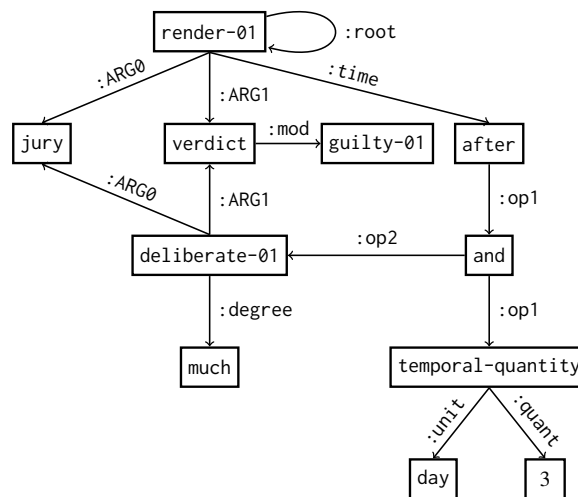 render-01
:root
:ARG0
:ARG1
:time
jury
verdict
:mod
guilty-01
after
:ARG0
:ARG1
:op1
deliberate-01
:op2
and
:degree
:op1
much
temporal-quantity
:unit
:quant
day
3